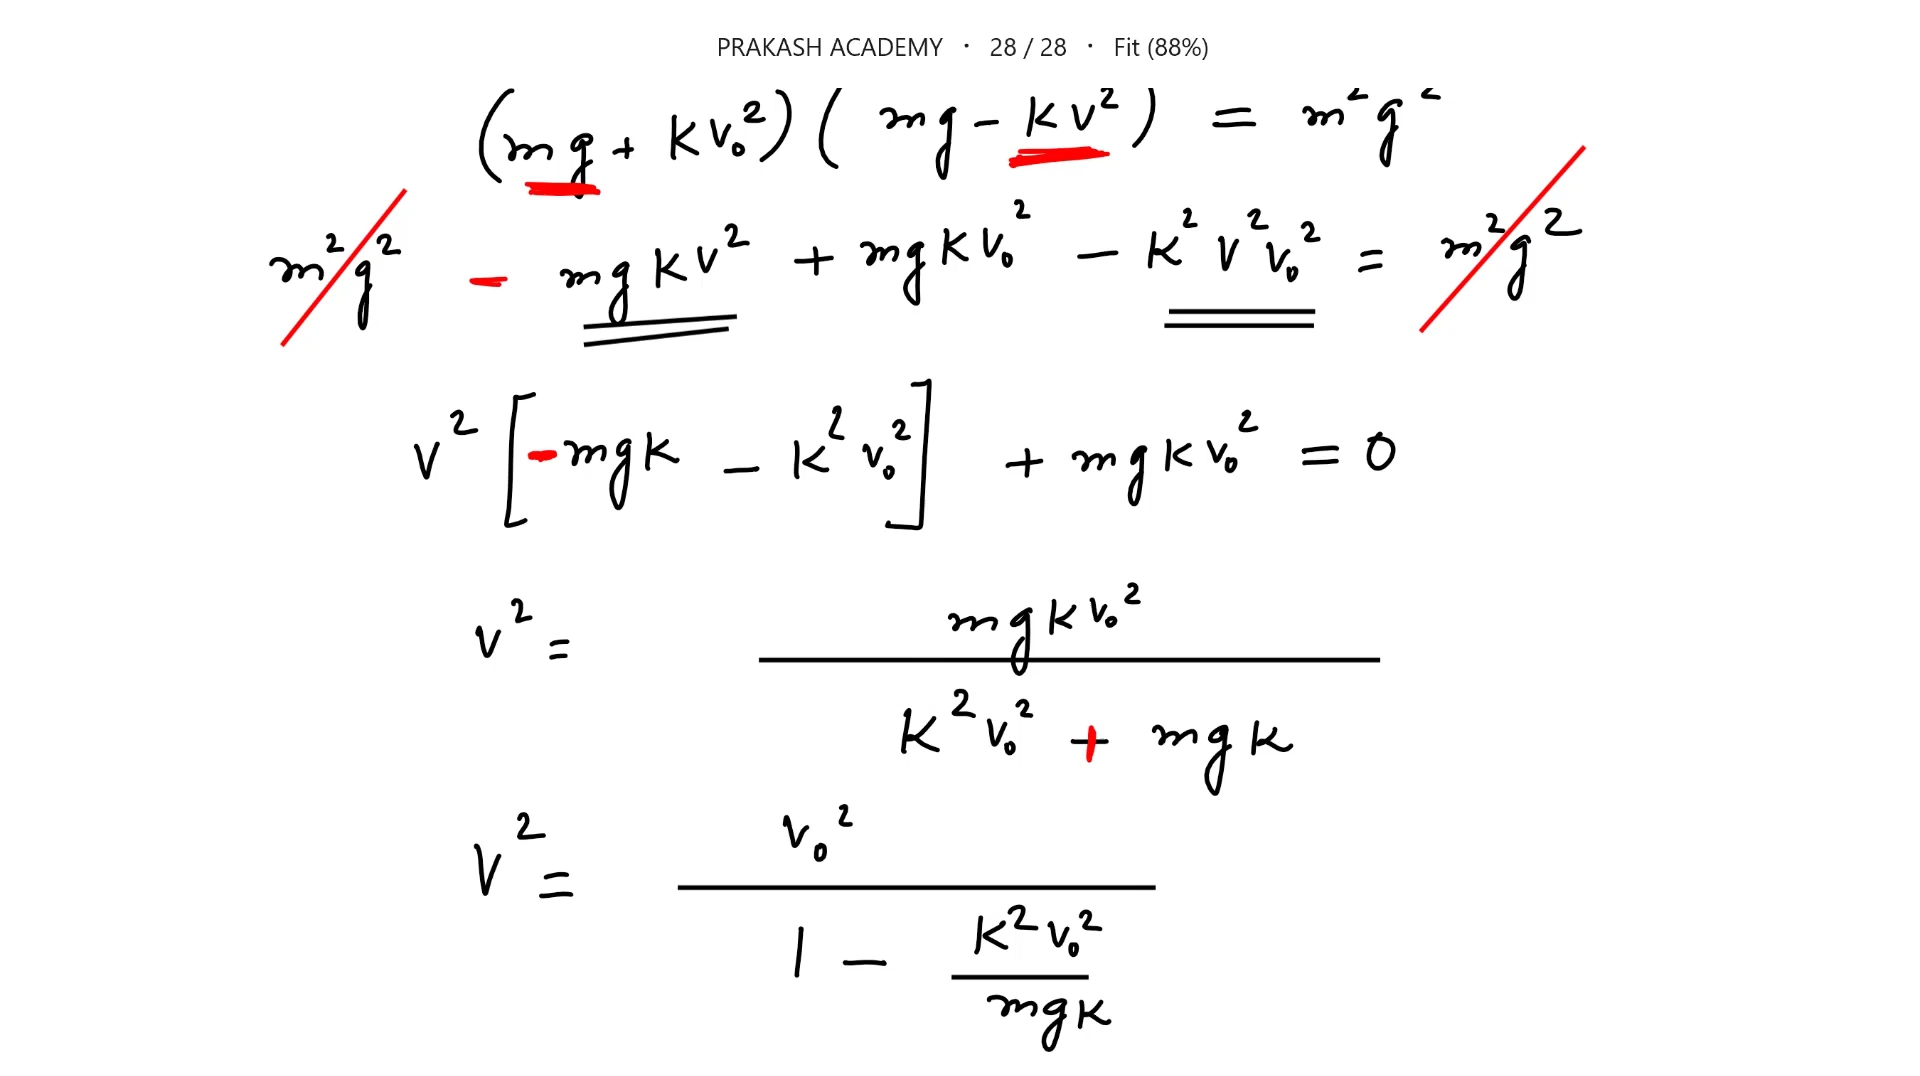 PRAKASH ACADEMY · 28 / 28 · Fit (88%)
(mg + Kv₀²) (mg - Kv²) = m²g²
m²g² - mgKv² + mgKv₀² - K²V²v₀² = m²g²
v² [-mgK - K²v₀²] + mgKv₀² = 0
v² = mgKv₀² / K²v₀² + mgK
V² = v₀² / 1 - K²v₀² / mgK